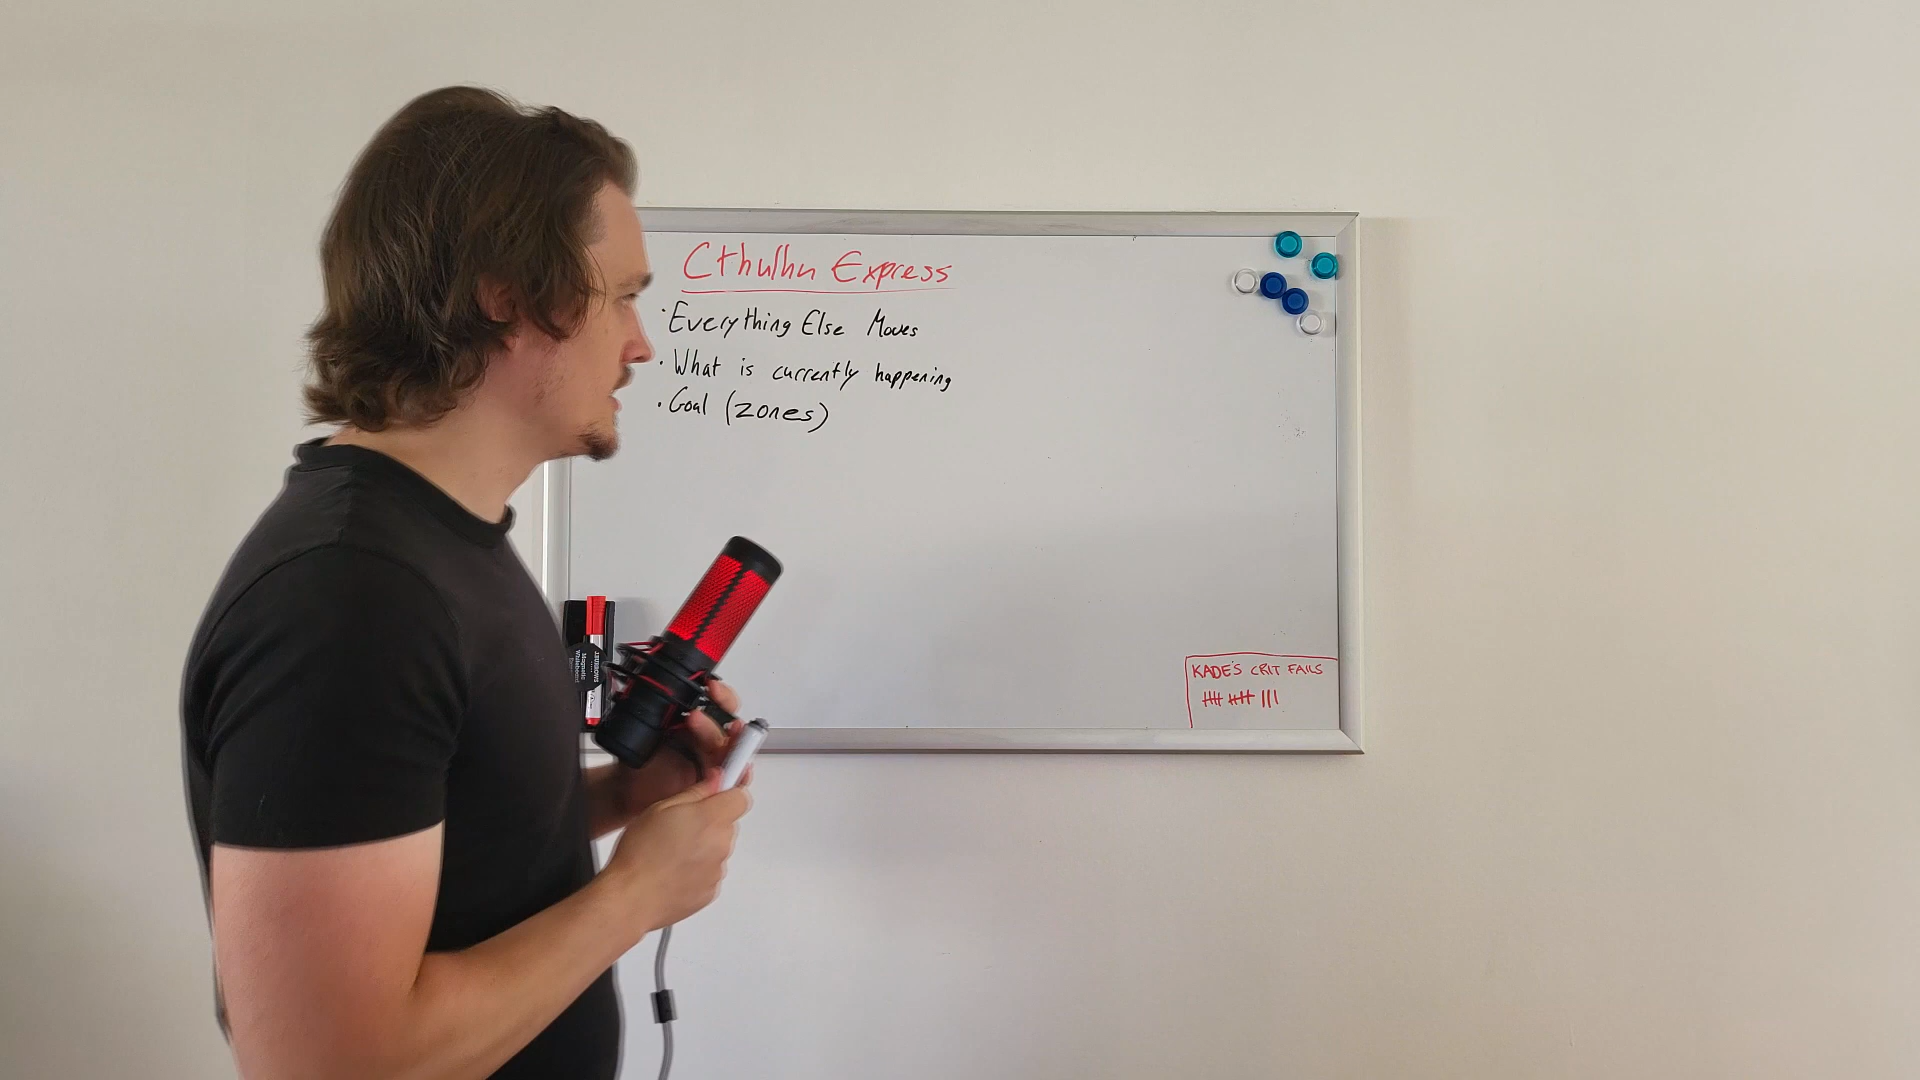 Cthulhu Express
• Everything Else Moves
• What is currently happening
• Goal (zones)
KADE'S CRIT FAILS